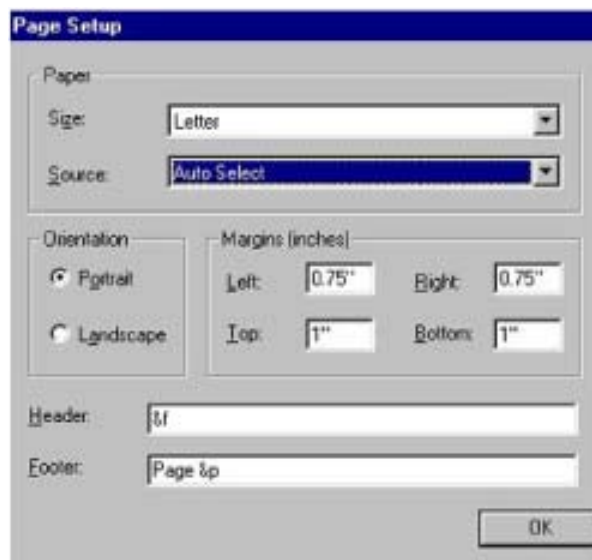 Page Setup
Paper
Size: Letter
Source: Auto Select
Orientation
Portrait
Landscape
Margins (inches)
Left: 0.75" Right: 0.75"
Top: 1" Bottom: 1"
Header: &f
Footer: Page &p
OK